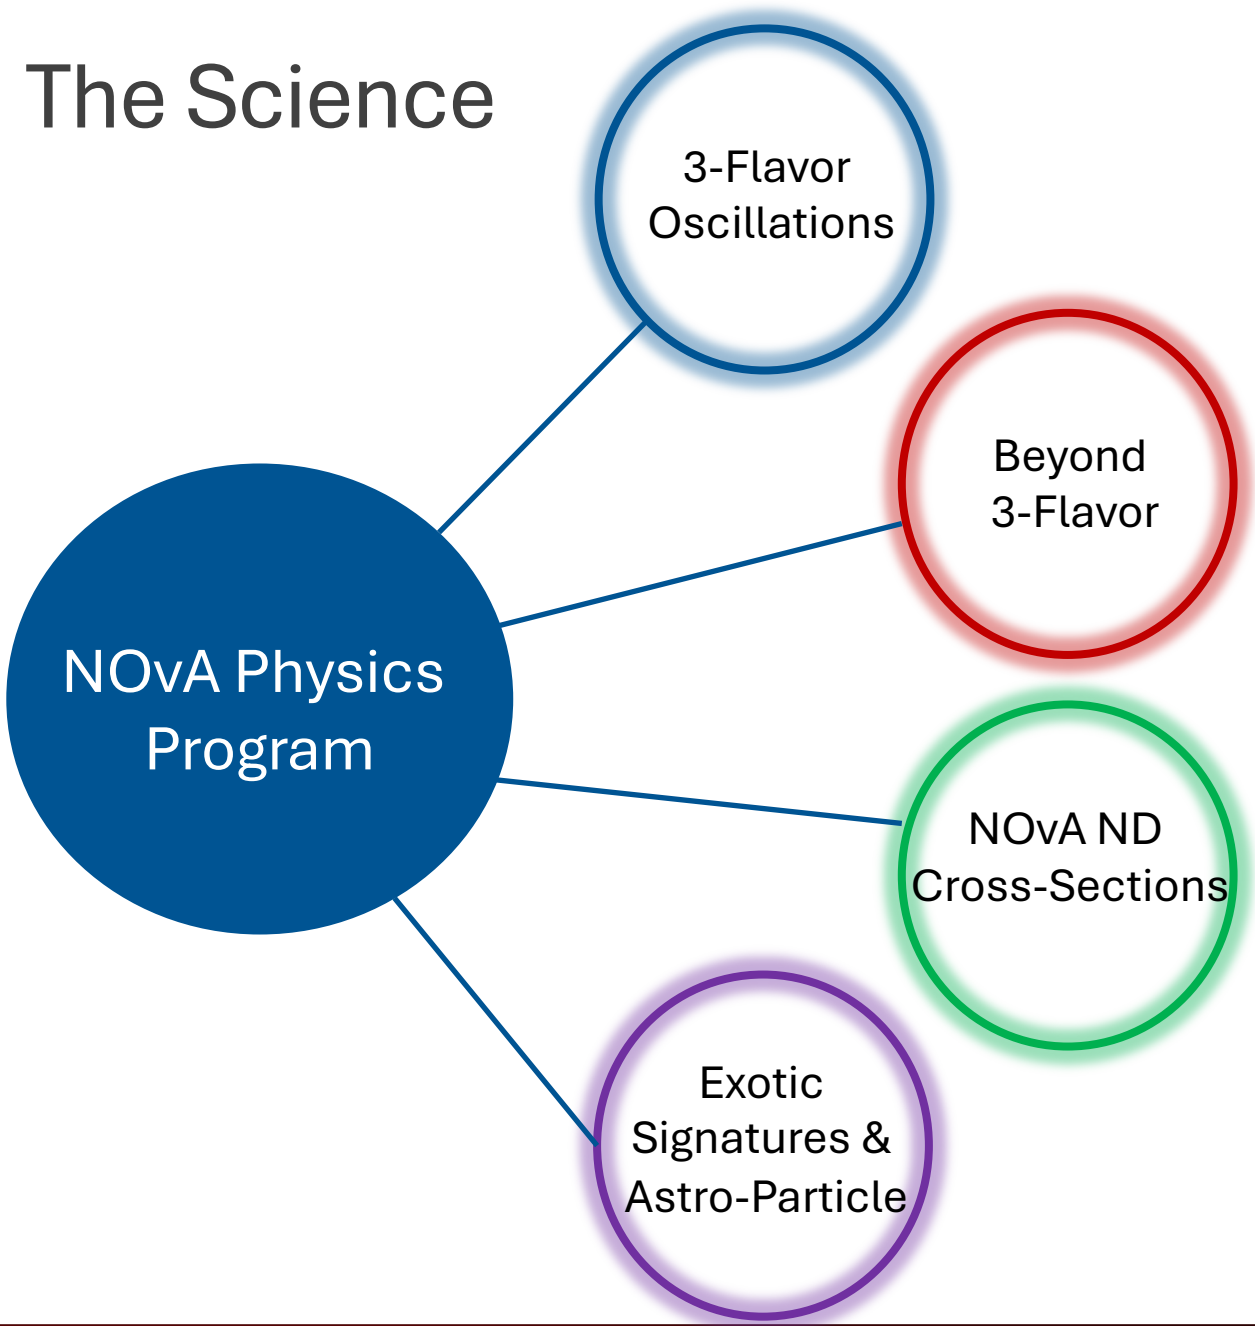 The Science
3-Flavor
Oscillations
Beyond
3-Flavor
NOvA Physics
Program
NOvA ND
Cross-Sections
Exotic
Signatures &
Astro-Particle